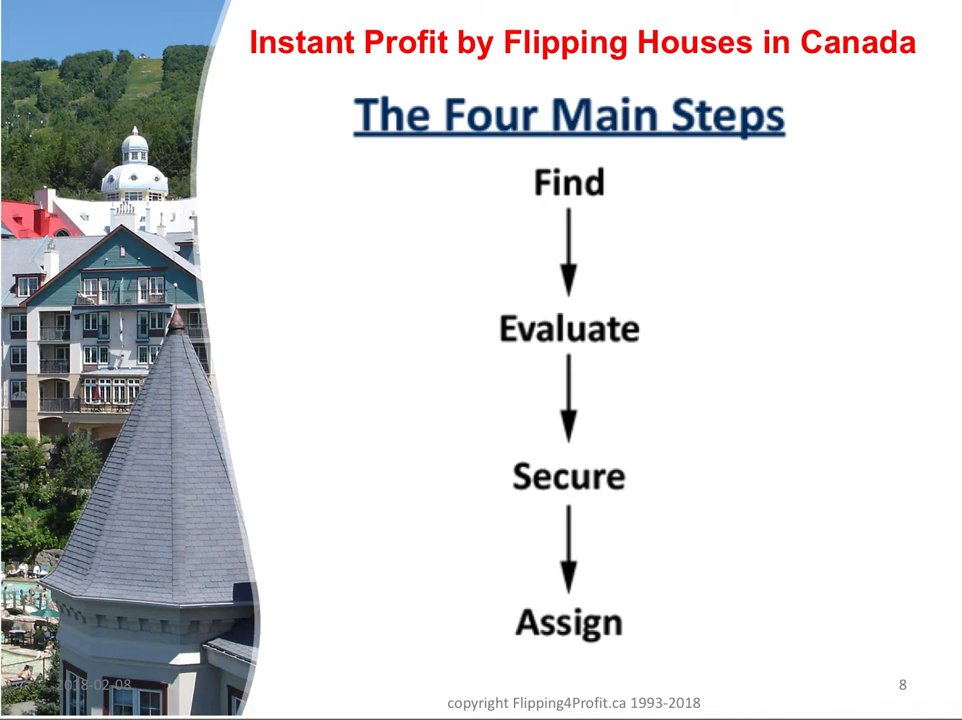 Instant Profit by Flipping Houses in Canada
The Four Main Steps
Find
Evaluate
Secure
Assign
2018-02-08
8
copyright Flipping4Profit.ca 1993-2018